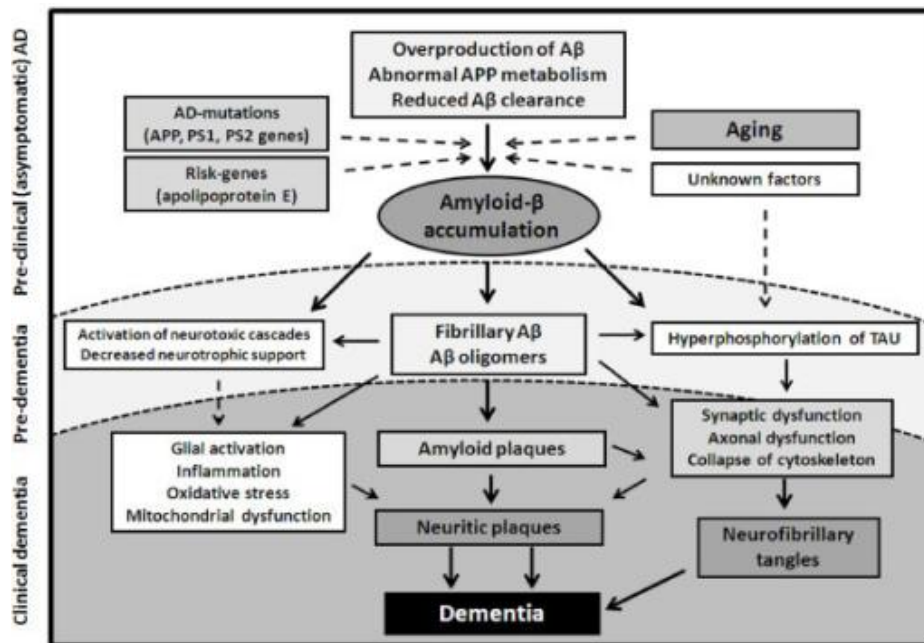 Pre-clinical (asymptomatic) AD
Pre-dementia
Clinical dementia
Overproduction of Aβ
Abnormal APP metabolism
Reduced Aβ clearance
AD-mutations
(APP, PS1, PS2 genes)
Risk-genes
(apolipoprotein E)
Aging
Unknown factors
Amyloid-β
accumulation
Activation of neurotoxic cascades
Decreased neurotrophic support
Fibrillary Aβ
Aβ oligomers
Hyperphosphorylation of TAU
Glial activation
Inflammation
Oxidative stress
Mitochondrial dysfunction
Amyloid plaques
Synaptic dysfunction
Axonal dysfunction
Collapse of cytoskeleton
Neuritic plaques
Neurofibrillary
tangles
Dementia